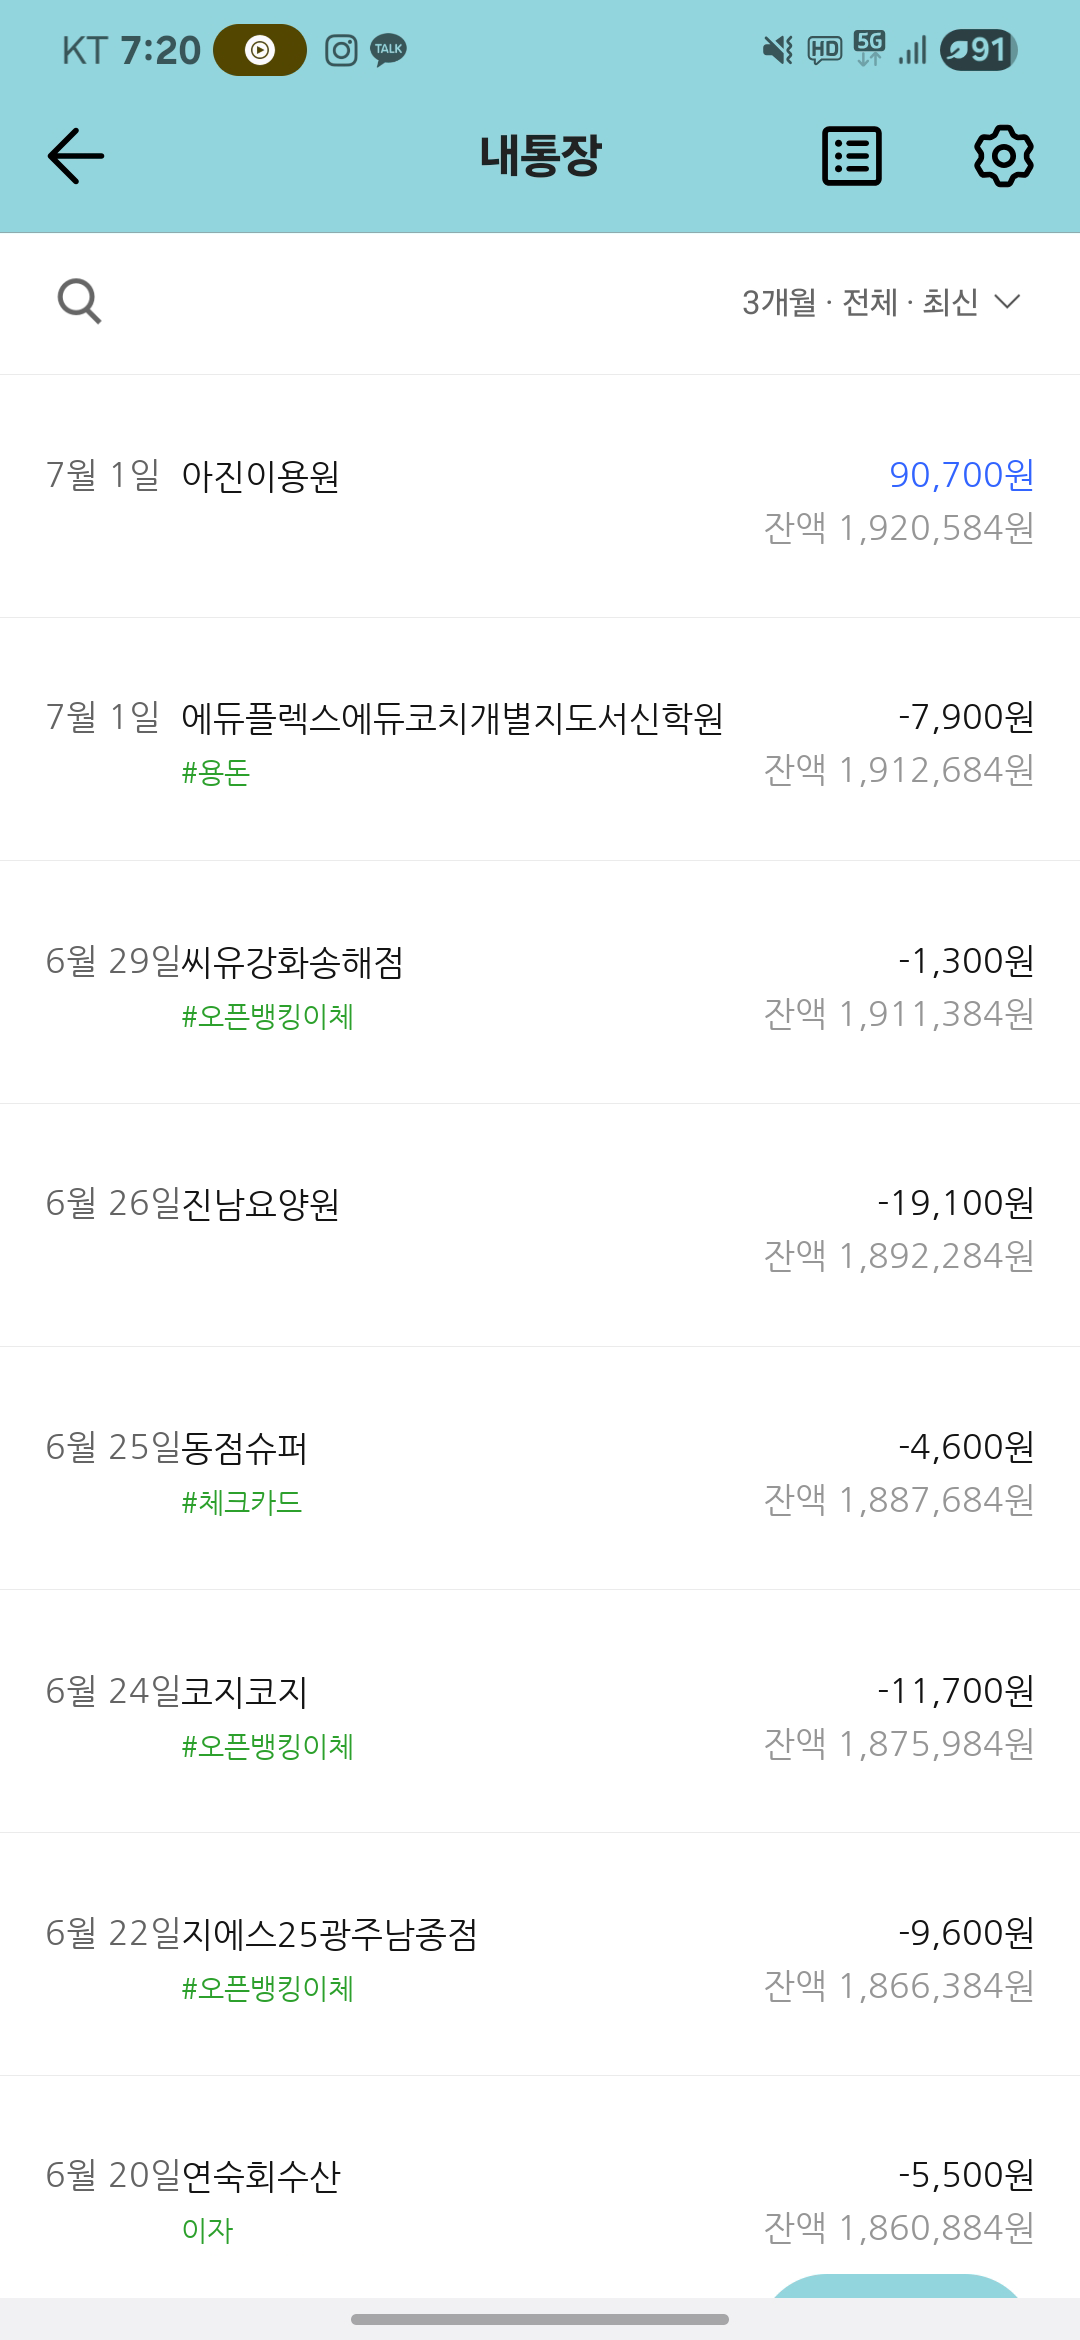 KT 7:20 TALK HD 5G 91
내통장
3개월 · 전체 · 최신
7월 1일 아진이용원 90,700원
잔액 1,920,584원
7월 1일 에듀플렉스에듀코치개별지도서신학원 -7,900원
#용돈 잔액 1,912,684원
6월 29일 씨유강화송해점 -1,300원
#오픈뱅킹이체 잔액 1,911,384원
6월 26일 진남요양원 -19,100원
잔액 1,892,284원
6월 25일 동점슈퍼 -4,600원
#체크카드 잔액 1,887,684원
6월 24일 코지코지 -11,700원
#오픈뱅킹이체 잔액 1,875,984원
6월 22일 지에스25광주남종점 -9,600원
#오픈뱅킹이체 잔액 1,866,384원
6월 20일 연숙회수산 -5,500원
이자 잔액 1,860,884원